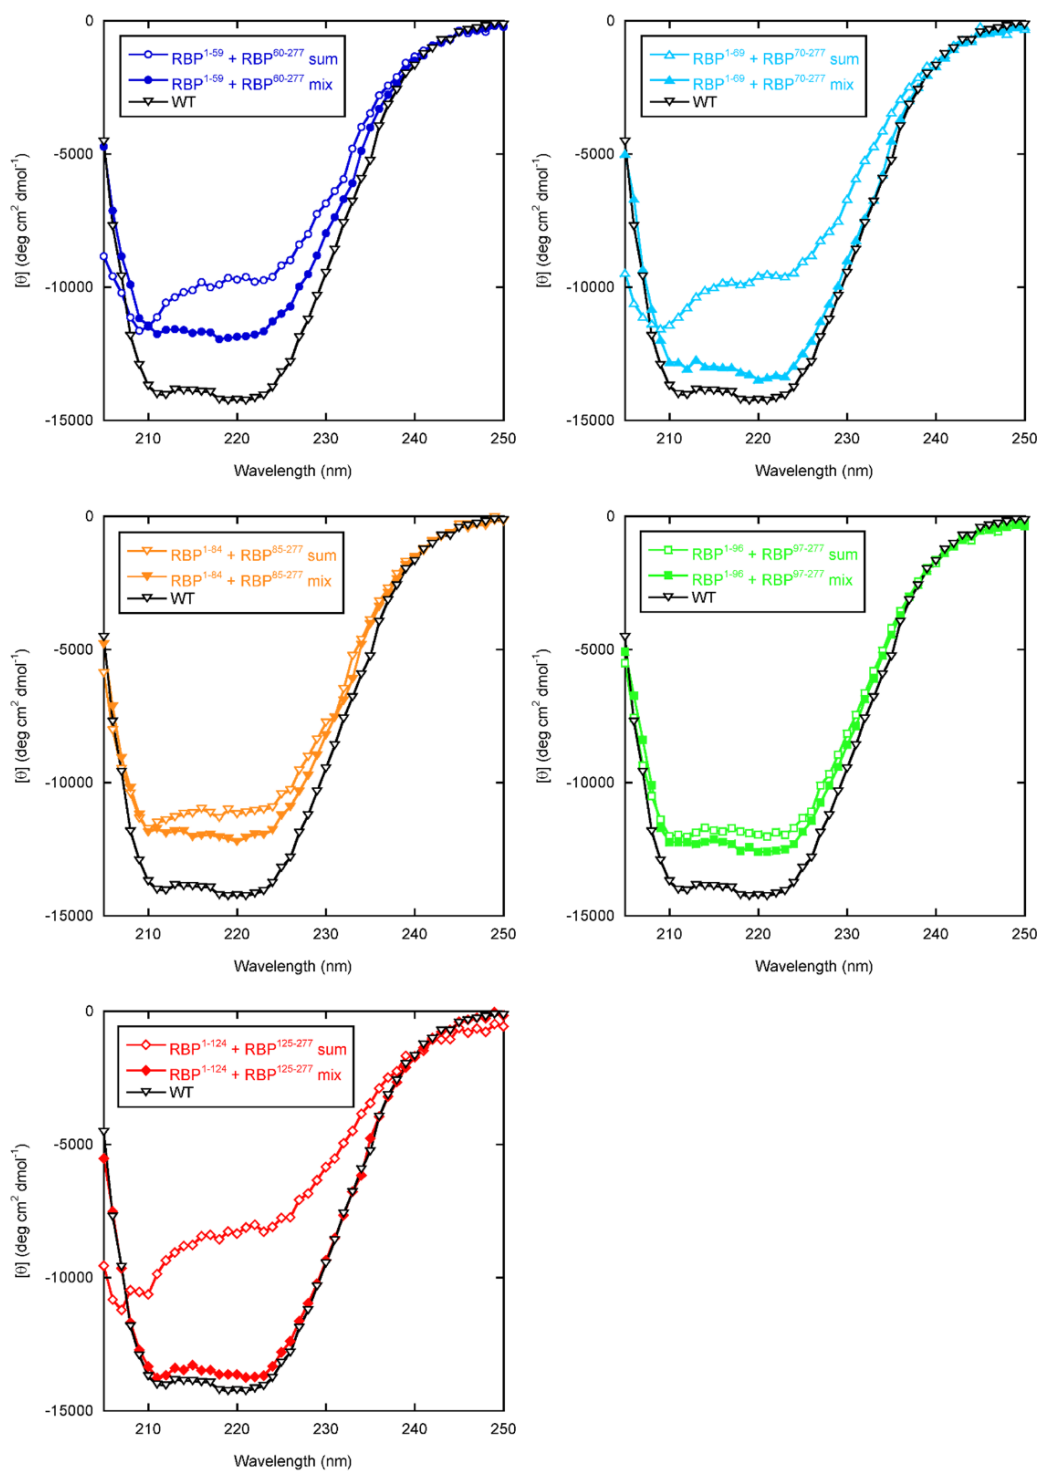 0
-5000
-10000
-15000
[θ] (deg cm² dmol⁻¹)
RBP¹⁻⁵⁹ + RBP⁶⁰⁻²⁷⁷ sum
RBP¹⁻⁵⁹ + RBP⁶⁰⁻²⁷⁷ mix
WT
210 220 230 240 250
Wavelength (nm)
0
-5000
-10000
-15000
[θ] (deg cm² dmol⁻¹)
RBP¹⁻⁶⁹ + RBP⁷⁰⁻²⁷⁷ sum
RBP¹⁻⁶⁹ + RBP⁷⁰⁻²⁷⁷ mix
WT
210 220 230 240 250
Wavelength (nm)
0
-5000
-10000
-15000
[θ] (deg cm² dmol⁻¹)
RBP¹⁻⁸⁴ + RBP⁸⁵⁻²⁷⁷ sum
RBP¹⁻⁸⁴ + RBP⁸⁵⁻²⁷⁷ mix
WT
210 220 230 240 250
Wavelength (nm)
0
-5000
-10000
-15000
[θ] (deg cm² dmol⁻¹)
RBP¹⁻⁹⁶ + RBP⁹⁷⁻²⁷⁷ sum
RBP¹⁻⁹⁶ + RBP⁹⁷⁻²⁷⁷ mix
WT
210 220 230 240 250
Wavelength (nm)
0
-5000
-10000
-15000
[θ] (deg cm² dmol⁻¹)
RBP¹⁻¹²⁴ + RBP¹²⁵⁻²⁷⁷ sum
RBP¹⁻¹²⁴ + RBP¹²⁵⁻²⁷⁷ mix
WT
210 220 230 240 250
Wavelength (nm)